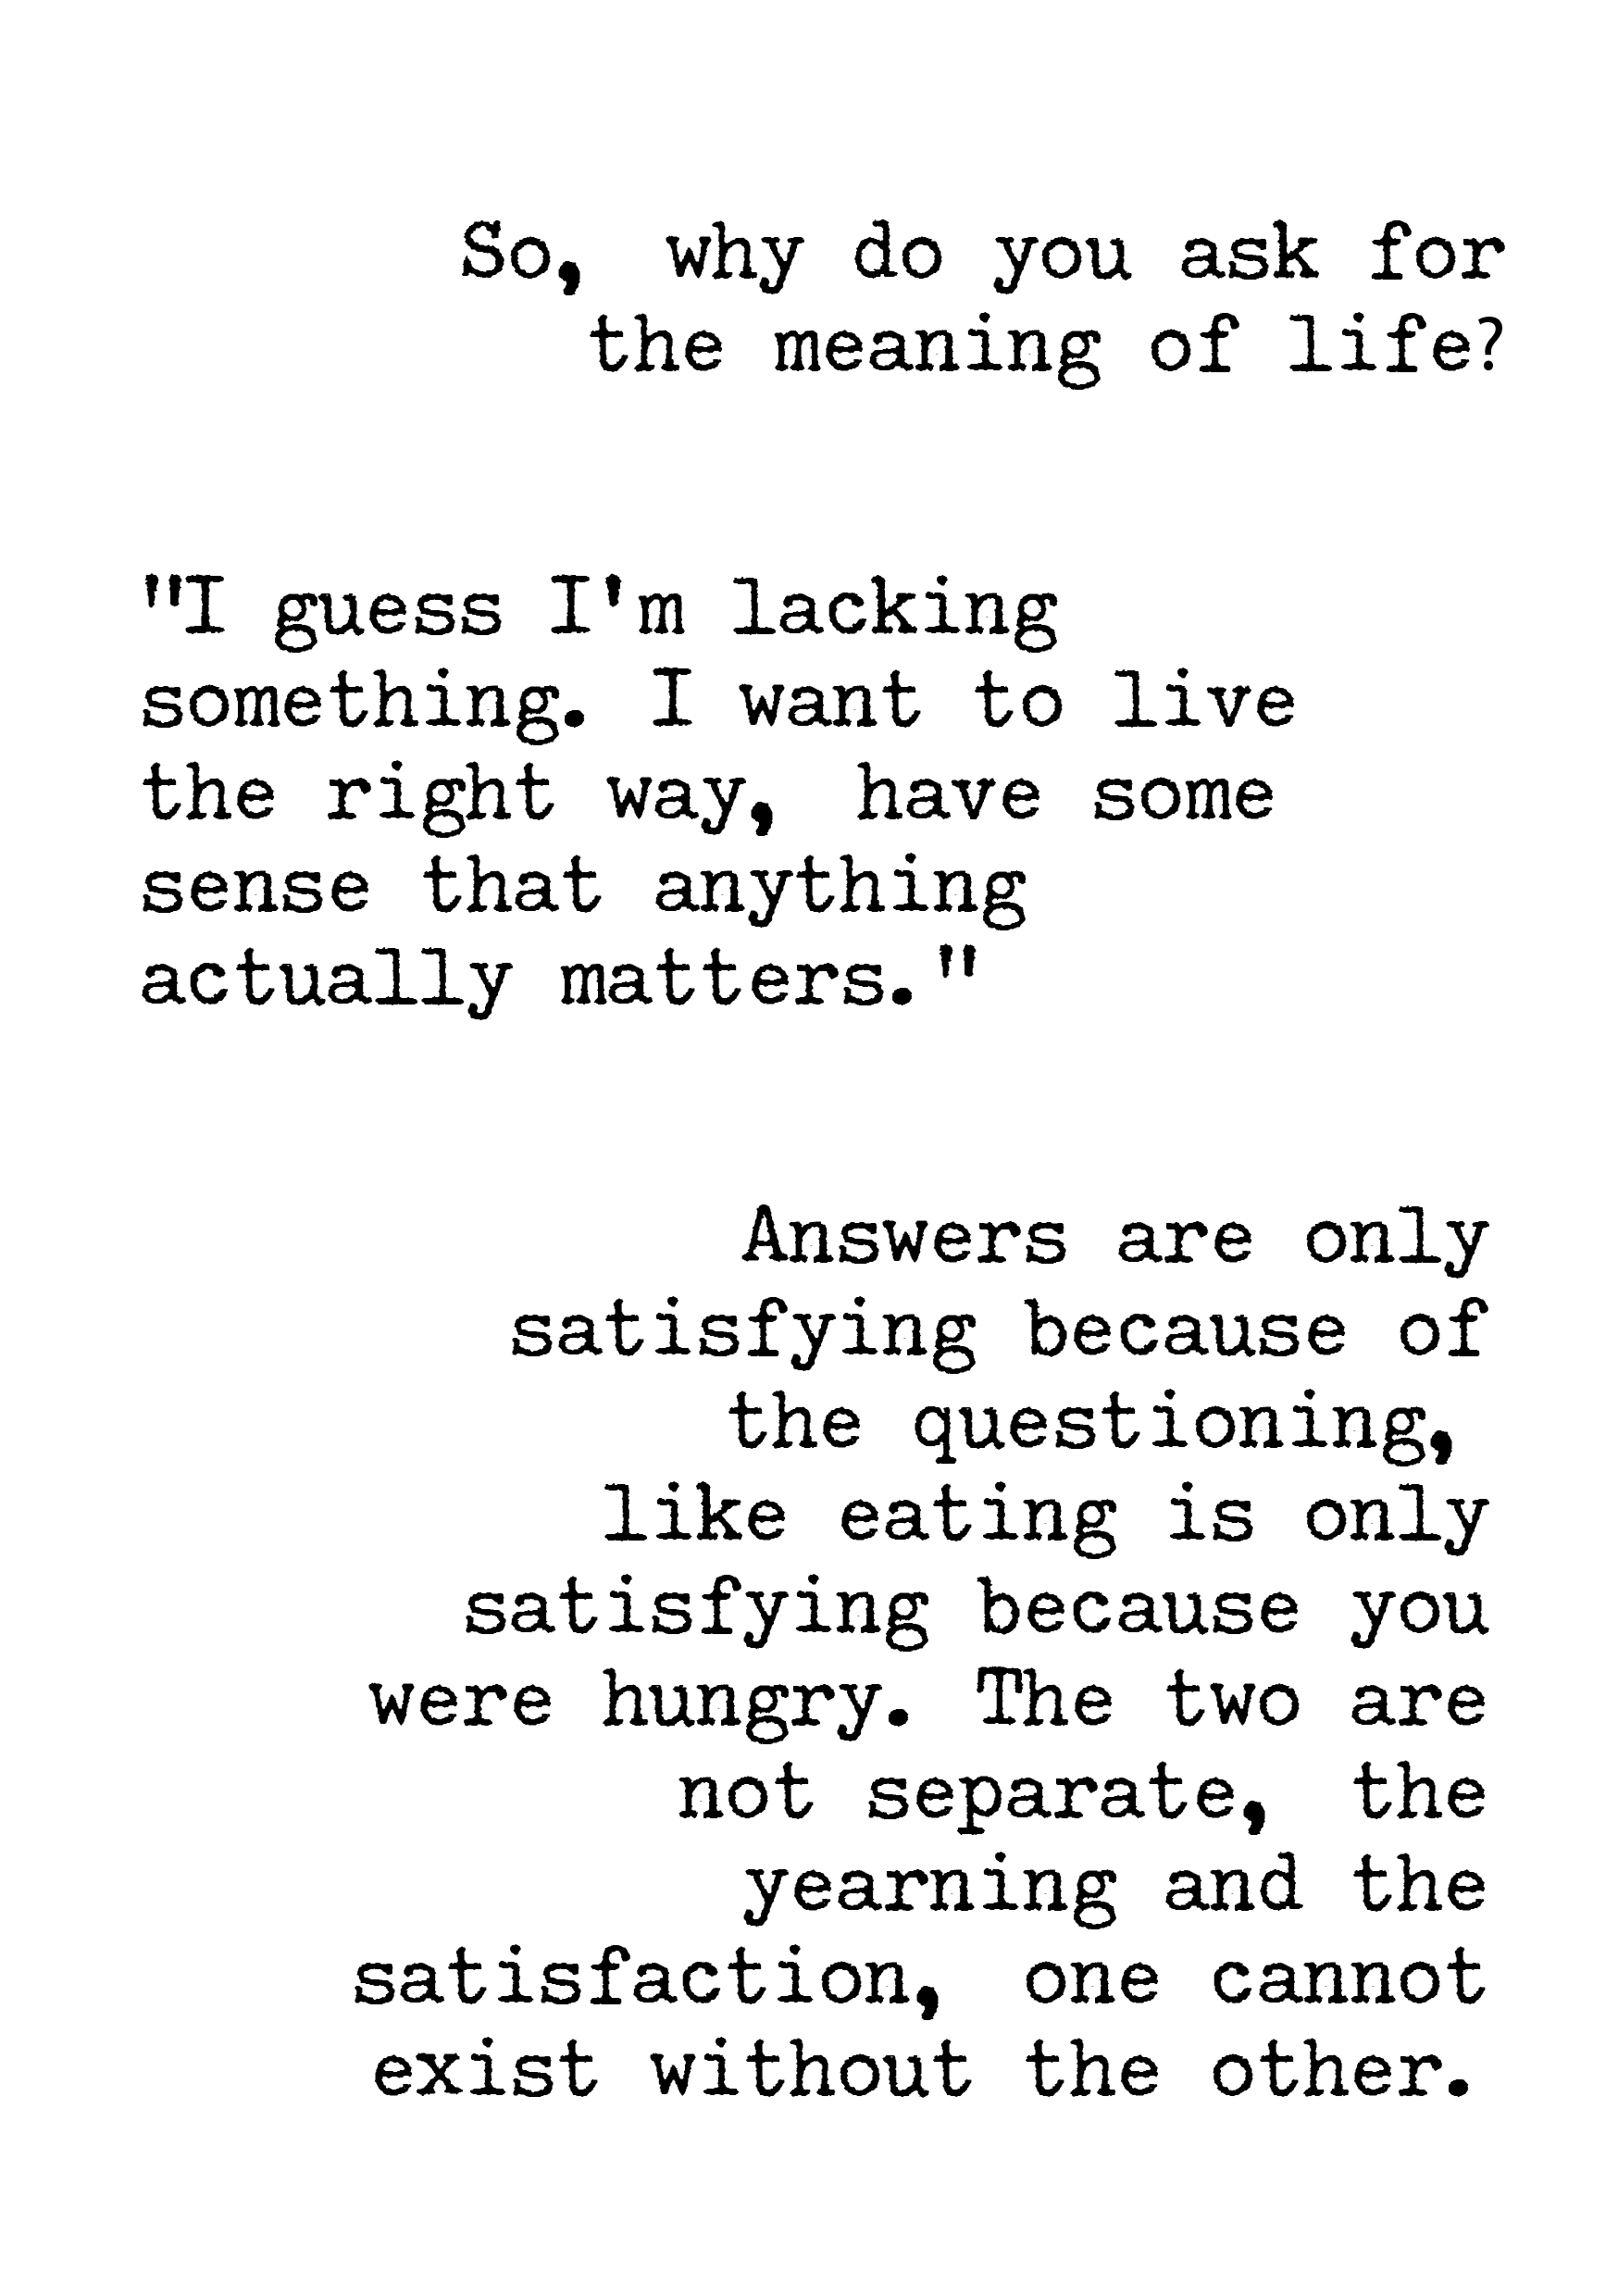 So, why do you ask for
the meaning of life?
"I guess I'm lacking
something. I want to live
the right way, have some
sense that anything
actually matters."
Answers are only
satisfying because of
the questioning,
like eating is only
satisfying because you
were hungry. The two are
not separate, the
yearning and the
satisfaction, one cannot
exist without the other.